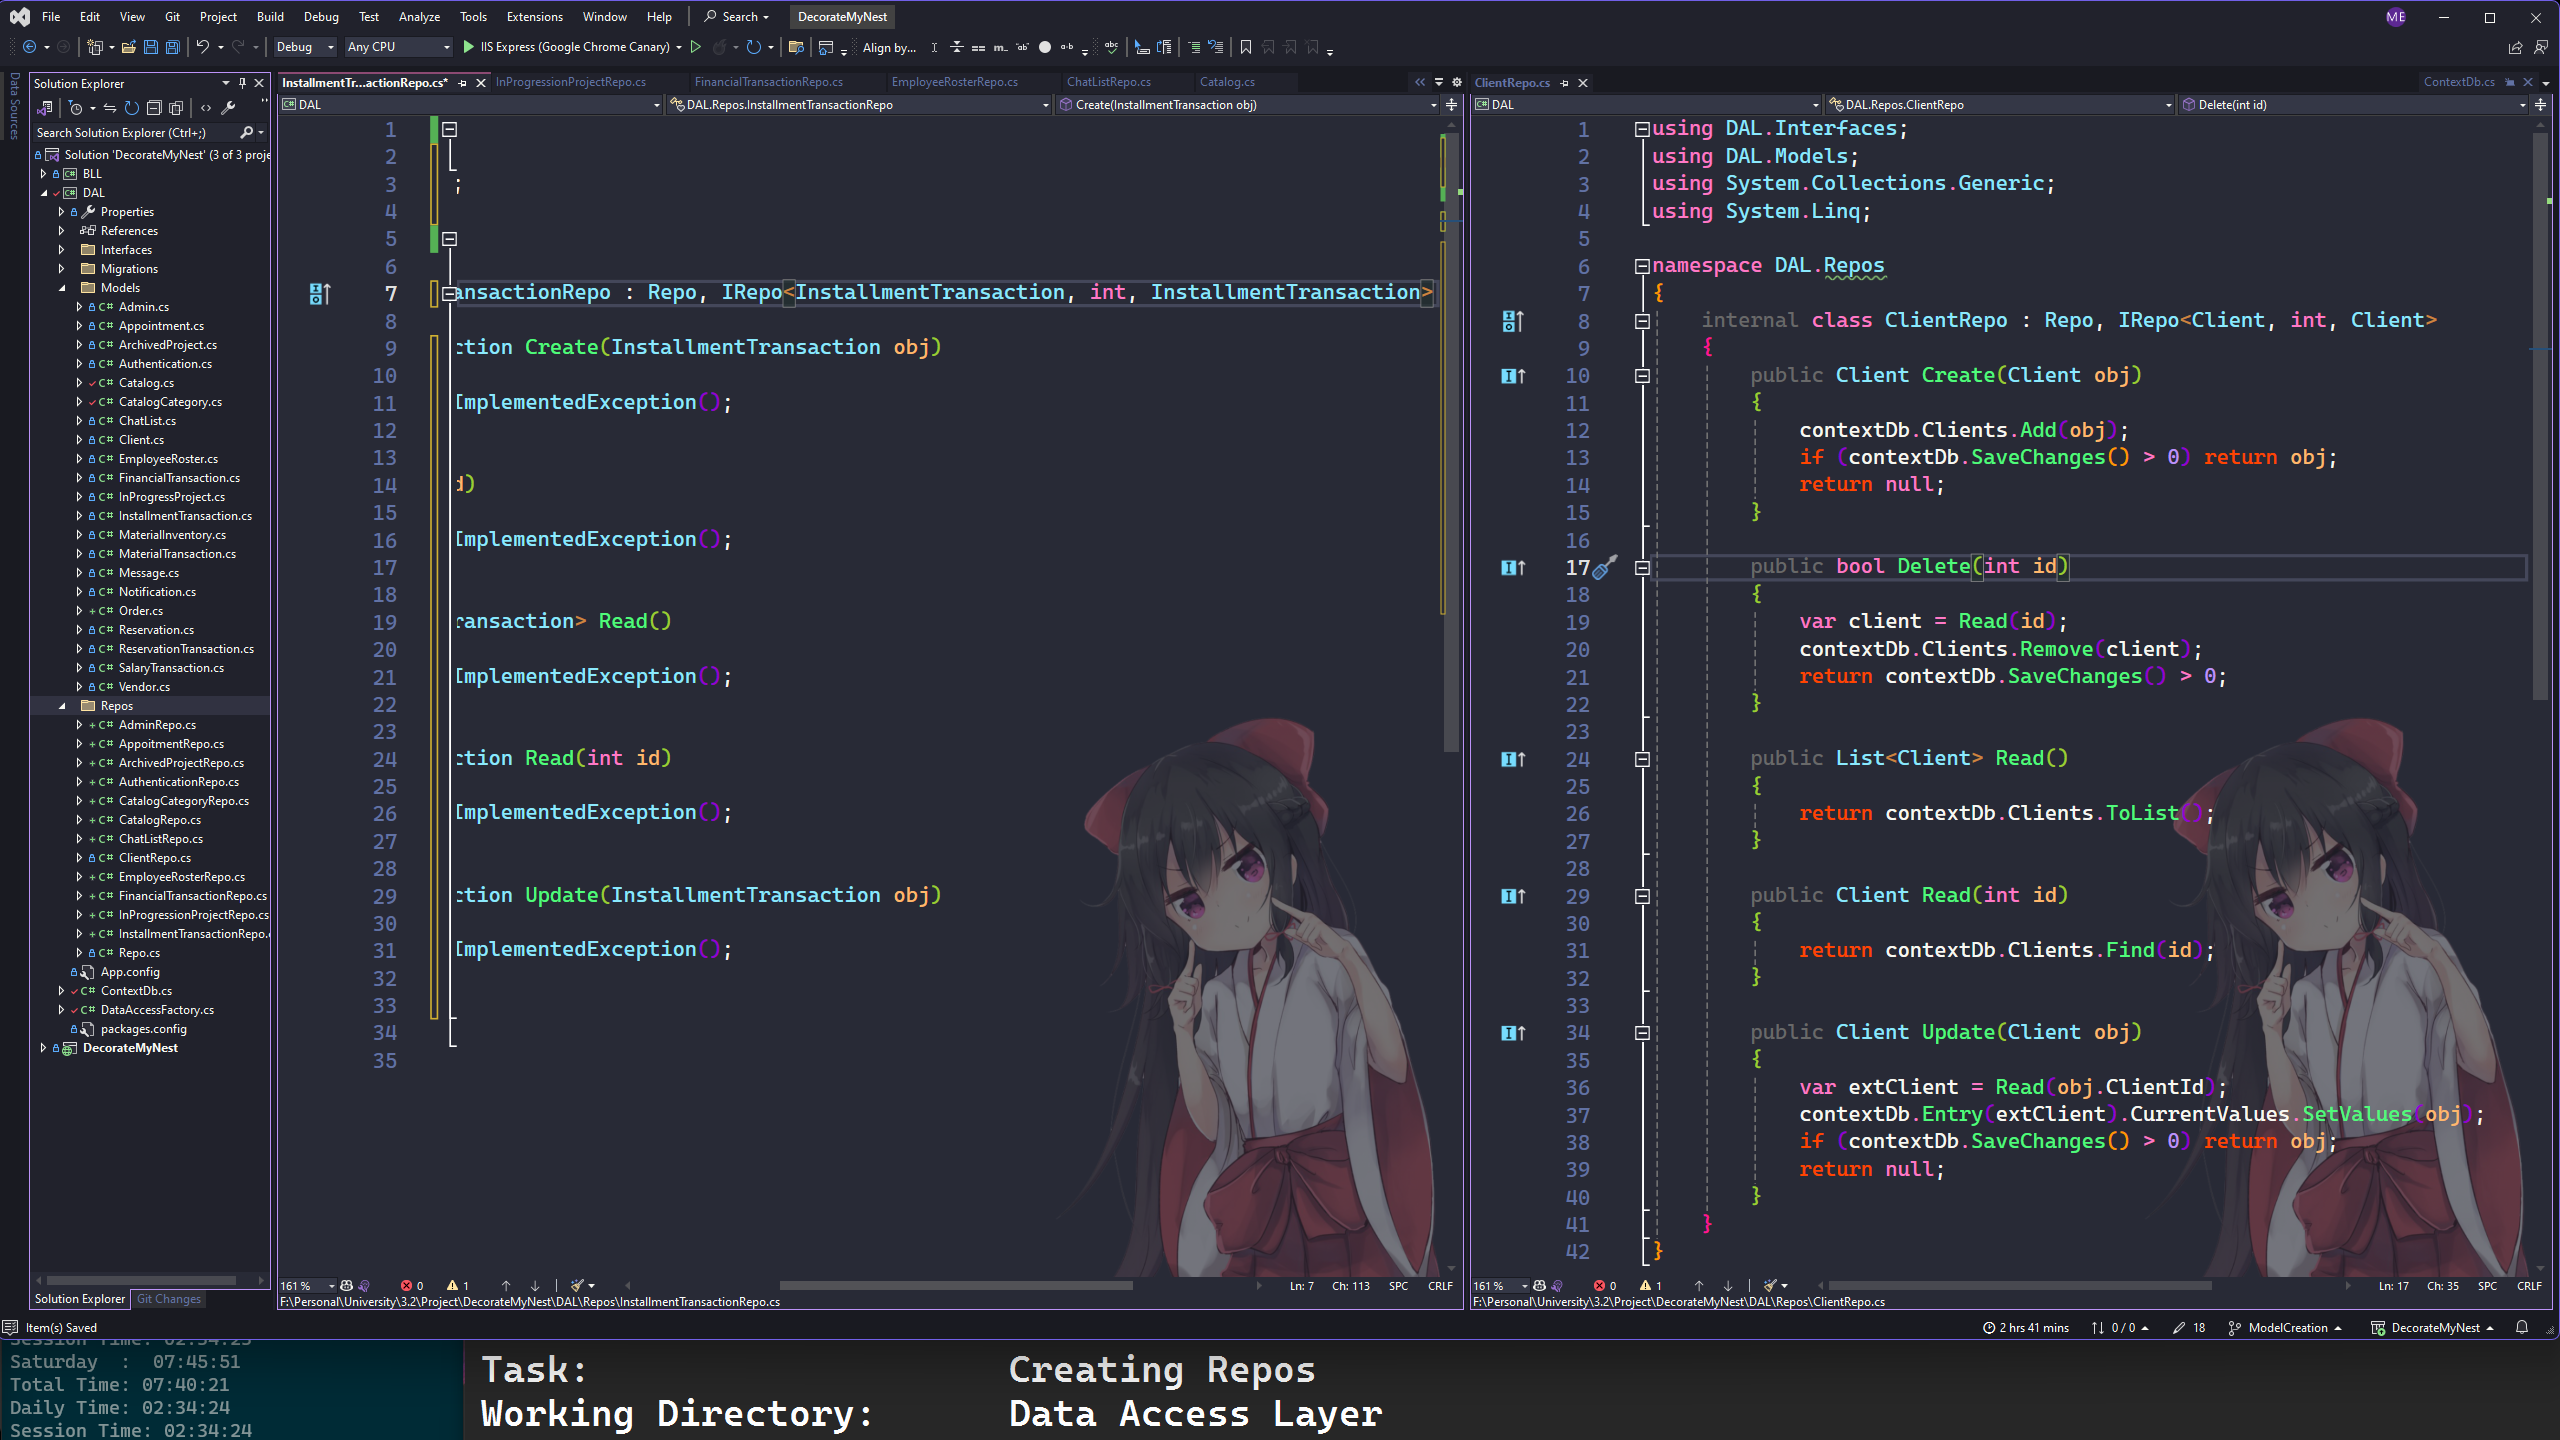 File Edit View Git Project Build Debug Test Analyze Tools Extensions Window Help Search DecorateMyNest ME
Debug Any CPU IIS Express (Google Chrome Canary) Align by...
Data Sources
Solution Explorer
Search Solution Explorer (Ctrl+;)
Solution 'DecorateMyNest' (3 of 3 proje
BLL
DAL
Properties
References
Interfaces
Migrations
Models
Admin.cs
Appointment.cs
ArchivedProject.cs
Authentication.cs
Catalog.cs
CatalogCategory.cs
ChatList.cs
Client.cs
EmployeeRoster.cs
FinancialTransaction.cs
InProgressProject.cs
InstallmentTransaction.cs
MaterialInventory.cs
MaterialTransaction.cs
Message.cs
Notification.cs
Order.cs
Reservation.cs
ReservationTransaction.cs
SalaryTransaction.cs
Vendor.cs
Repos
AdminRepo.cs
AppoitmentRepo.cs
ArchivedProjectRepo.cs
AuthenticationRepo.cs
CatalogCategoryRepo.cs
CatalogRepo.cs
ChatListRepo.cs
ClientRepo.cs
EmployeeRosterRepo.cs
FinancialTransactionRepo.cs
InProgressionProjectRepo.cs
InstallmentTransactionRepo.
Repo.cs
App.config
ContextDb.cs
DataAccessFactory.cs
packages.config
DecorateMyNest
Solution Explorer Git Changes
InstallmentTr...actionRepo.cs* InProgressionProjectRepo.cs FinancialTransactionRepo.cs EmployeeRosterRepo.cs ChatListRepo.cs Catalog.cs
DAL DAL.Repos.InstallmentTransactionRepo Create(InstallmentTransaction obj)
1
2
3 ;
4
5
6
7 ansactionRepo : Repo, IRepo<InstallmentTransaction, int, InstallmentTransaction>
8
9 ction Create(InstallmentTransaction obj)
10
11 ImplementedException();
12
13
14 d)
15
16 ImplementedException();
17
18
19 ransaction> Read()
20
21 ImplementedException();
22
23
24 ction Read(int id)
25
26 ImplementedException();
27
28
29 ction Update(InstallmentTransaction obj)
30
31 ImplementedException();
32
33
34
35
161 % 0 1 Ln: 7 Ch: 113 SPC CRLF
F:\Personal\University\3.2\Project\DecorateMyNest\DAL\Repos\InstallmentTransactionRepo.cs
ClientRepo.cs ContextDb.cs
DAL DAL.Repos.ClientRepo Delete(int id)
1 using DAL.Interfaces;
2 using DAL.Models;
3 using System.Collections.Generic;
4 using System.Linq;
5
6 namespace DAL.Repos
7 {
8 internal class ClientRepo : Repo, IRepo<Client, int, Client>
9 {
10 public Client Create(Client obj)
11 {
12 contextDb.Clients.Add(obj);
13 if (contextDb.SaveChanges() > 0) return obj;
14 return null;
15 }
16
17 public bool Delete(int id)
18 {
19 var client = Read(id);
20 contextDb.Clients.Remove(client);
21 return contextDb.SaveChanges() > 0;
22 }
23
24 public List<Client> Read()
25 {
26 return contextDb.Clients.ToList();
27 }
28
29 public Client Read(int id)
30 {
31 return contextDb.Clients.Find(id);
32 }
33
34 public Client Update(Client obj)
35 {
36 var extClient = Read(obj.ClientId);
37 contextDb.Entry(extClient).CurrentValues.SetValues(obj);
38 if (contextDb.SaveChanges() > 0) return obj;
39 return null;
40 }
41 }
42 }
161 % 0 1 Ln: 17 Ch: 35 SPC CRLF
F:\Personal\University\3.2\Project\DecorateMyNest\DAL\Repos\ClientRepo.cs
Item(s) Saved 2 hrs 41 mins 0 / 0 18 ModelCreation DecorateMyNest
Session Time: 02:34:23
Saturday : 07:45:51
Total Time: 07:40:21
Daily Time: 02:34:24
Session Time: 02:34:24
Task: Creating Repos
Working Directory: Data Access Layer